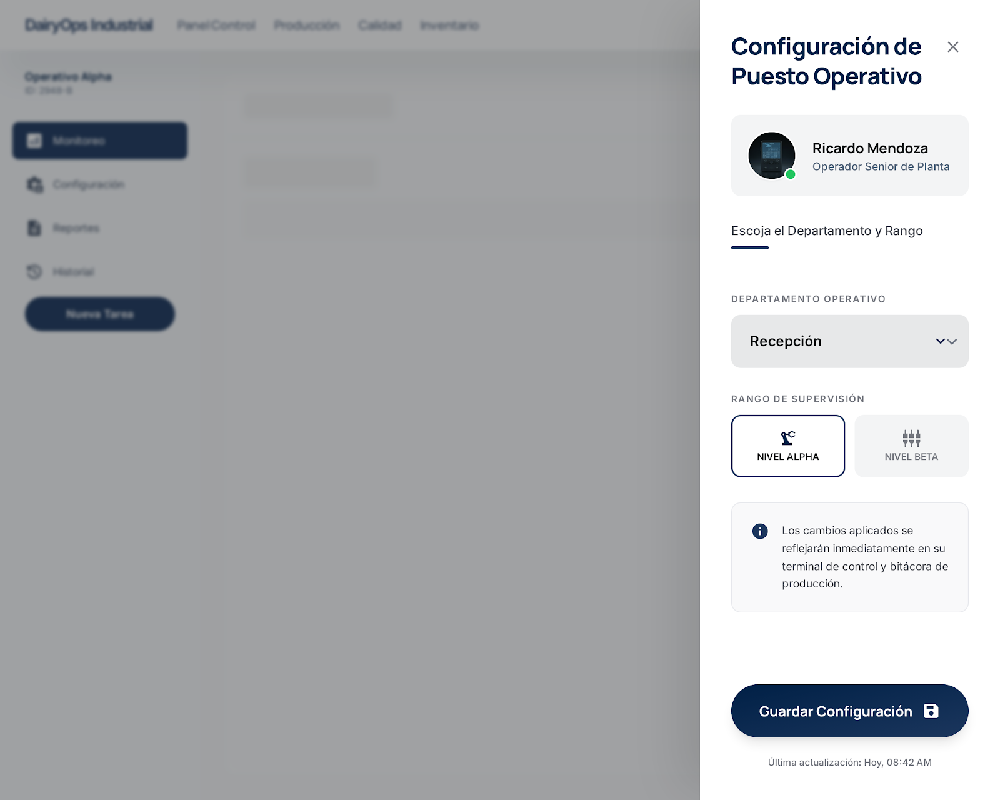 DairyOps Industrial
Panel Control
Producción
Calidad
Inventario
Operativo Alpha
Monitoreo
Configuración
Reportes
Historial
Nueva Tarea
Configuración de
Puesto Operativo
Ricardo Mendoza
Operador Senior de Planta
Escoja el Departamento y Rango
DEPARTAMENTO OPERATIVO
Recepción
RANGO DE SUPERVISIÓN
NIVEL ALPHA
NIVEL BETA
Los cambios aplicados se
reflejarán inmediatamente en su
terminal de control y bitácora de
producción.
Guardar Configuración
Última actualización: Hoy, 08:42 AM